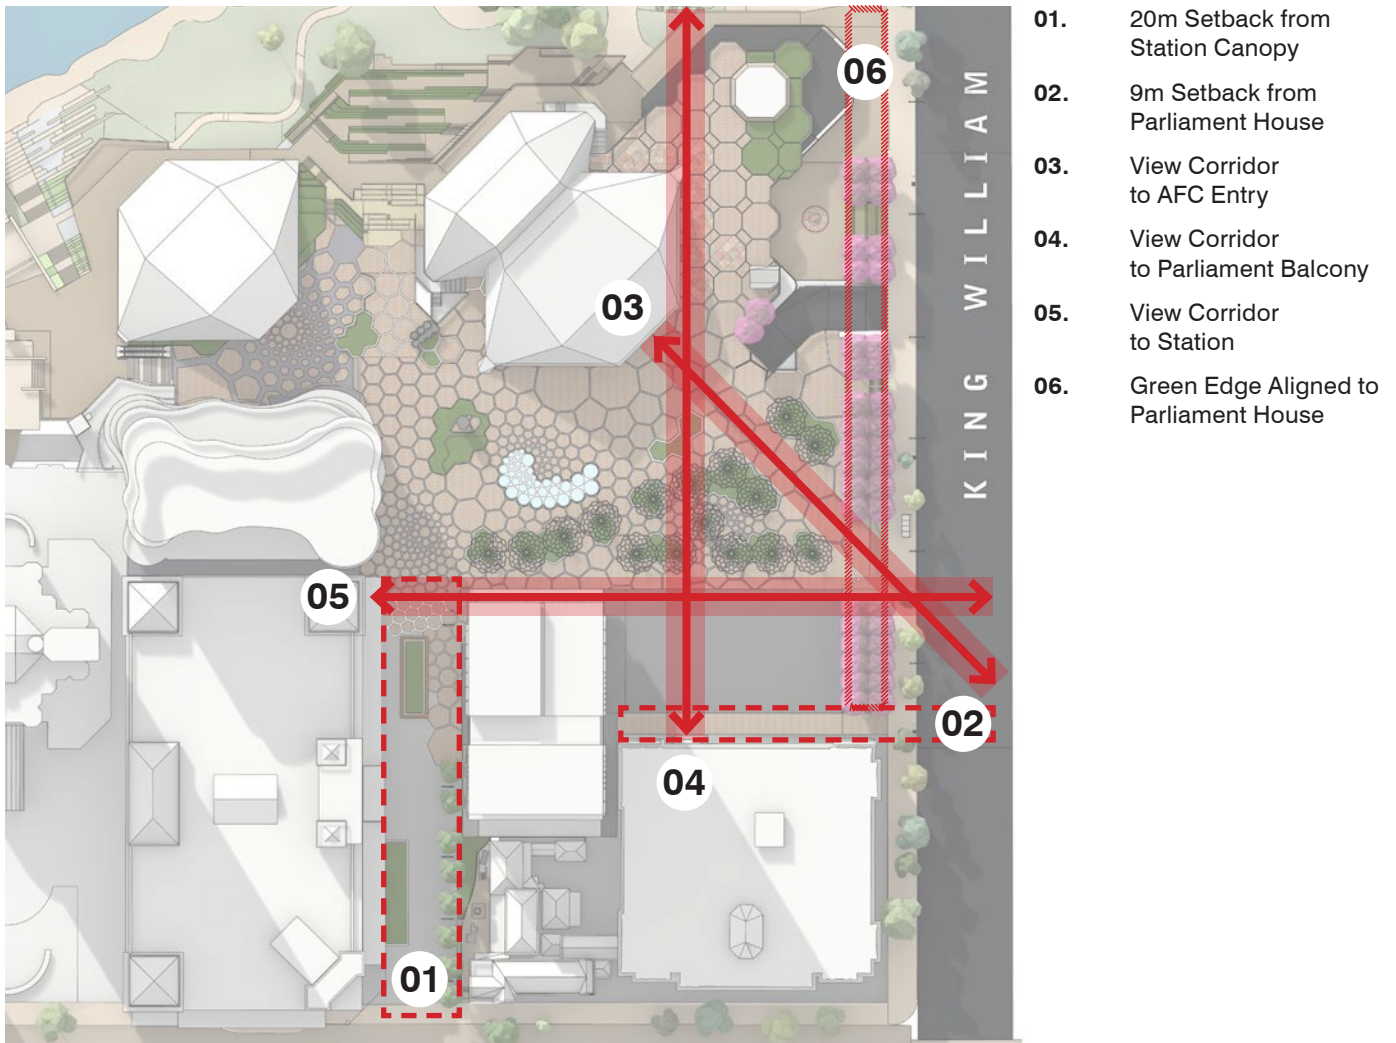 06
KING WILLIAM
03
05
02
04
01
01. 20m Setback from
Station Canopy
02. 9m Setback from
Parliament House
03. View Corridor
to AFC Entry
04. View Corridor
to Parliament Balcony
05. View Corridor
to Station
06. Green Edge Aligned to
Parliament House